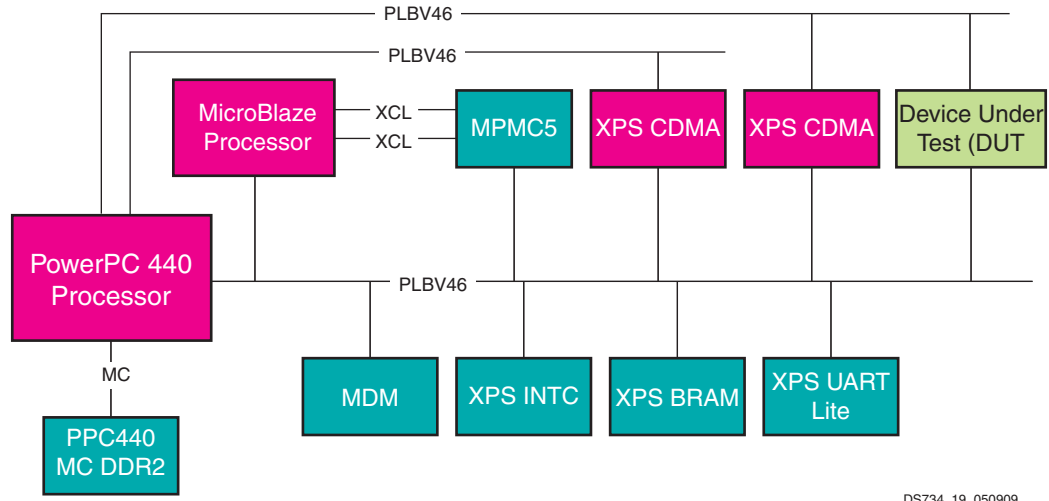 PLBV46
PLBV46
MicroBlaze
Processor
XCL
XCL
MPMC5
XPS CDMA
XPS CDMA
Device Under
Test (DUT
PowerPC 440
Processor
PLBV46
MC
MDM
XPS INTC
XPS BRAM
XPS UART
Lite
PPC440
MC DDR2
DS734_19_050909